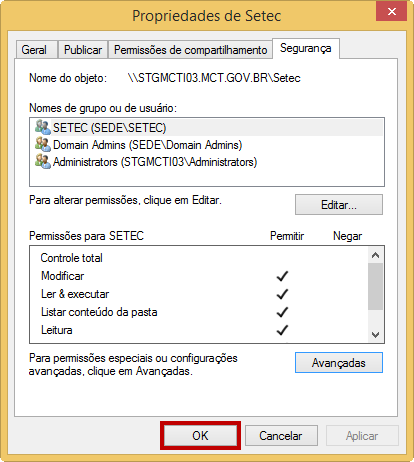 Propriedades de Setec
Geral Publicar Permissões de compartilhamento Segurança
Nome do objeto: \\STGMCTI03.MCT.GOV.BR\Setec
Nomes de grupo ou de usuário:
SETEC (SEDE\SETEC)
Domain Admins (SEDE\Domain Admins)
Administrators (STGMCTI03\Administrators)
Para alterar permissões, clique em Editar.
Editar...
Permissões para SETEC Permitir Negar
Controle total
Modificar
Ler & executar
Listar conteúdo da pasta
Leitura
Para permissões especiais ou configurações
avançadas, clique em Avançadas.
Avançadas
OK Cancelar Aplicar